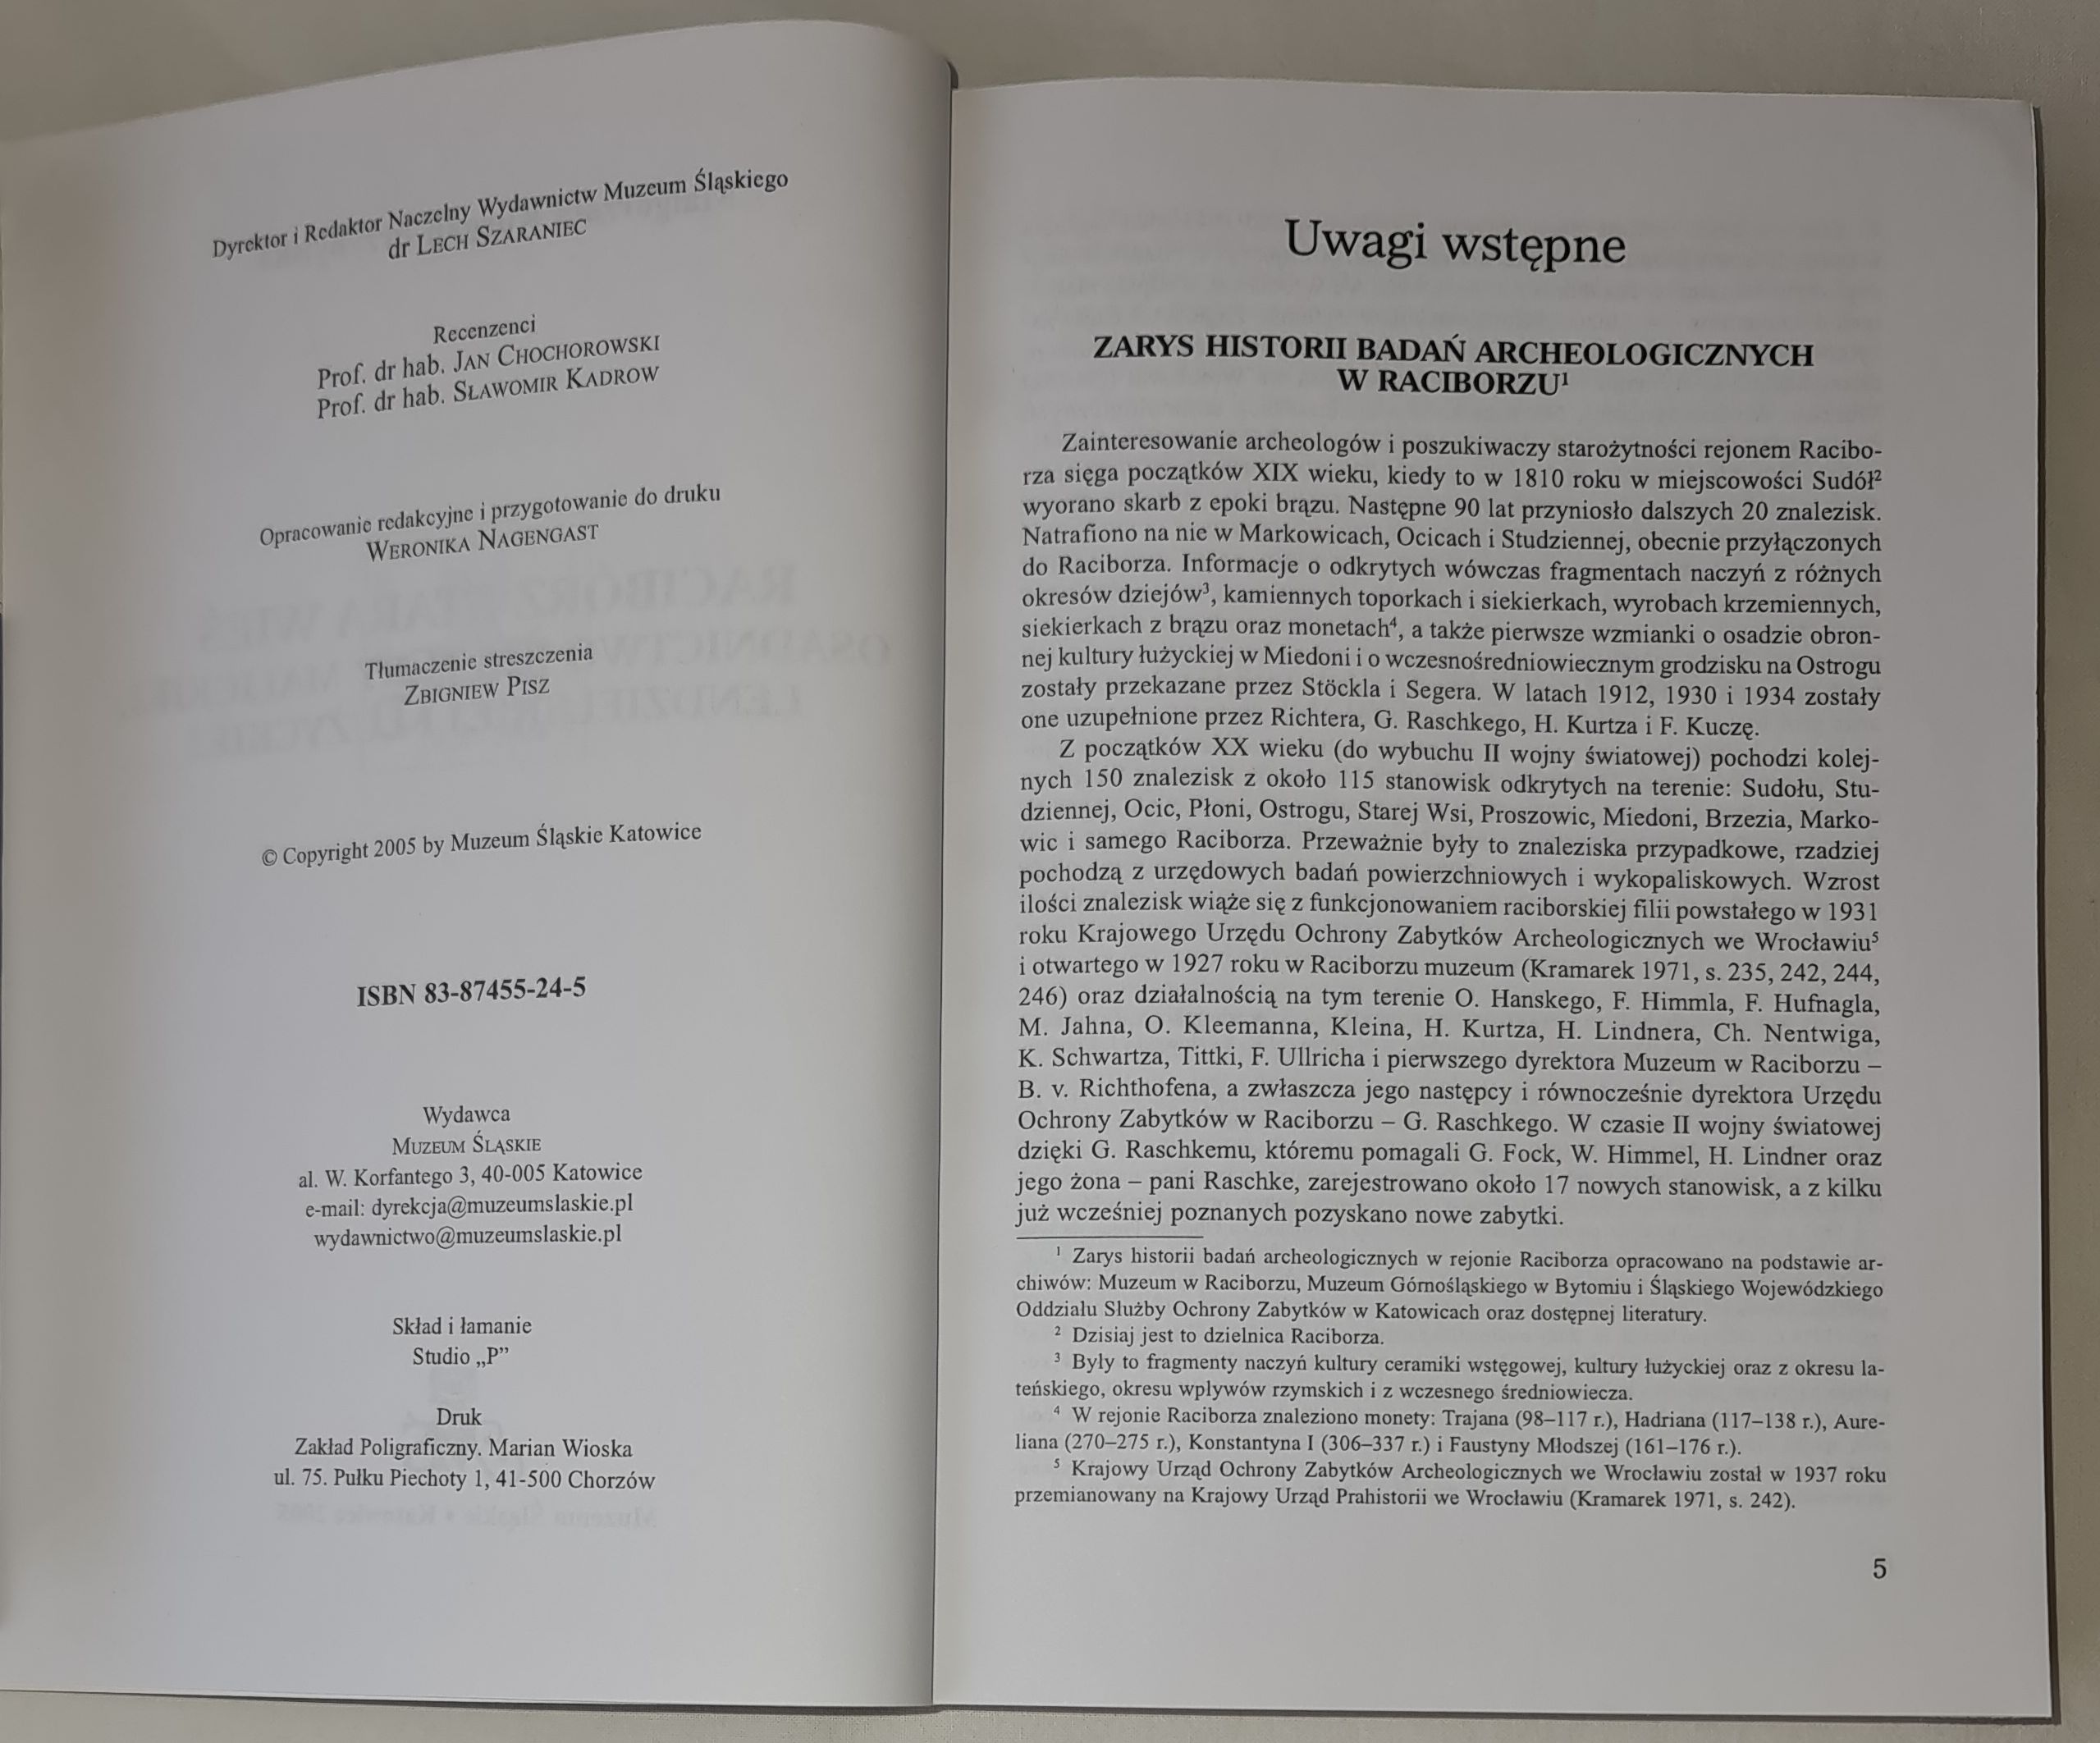 Dyrektor i Redaktor Naczelny Wydawnictw Muzeum Śląskiego
dr LECH SZARANIEC
Recenzenci
Prof. dr hab. JAN CHOCHOROWSKI
Prof. dr hab. SŁAWOMIR KADROW
Opracowanie redakcyjne i przygotowanie do druku
WERONIKA NAGENGAST
Tłumaczenie streszczenia
ZBIGNIEW PISZ
© Copyright 2005 by Muzeum Śląskie Katowice
ISBN 83-87455-24-5
Wydawca
MUZEUM ŚLĄSKIE
al. W. Korfantego 3, 40-005 Katowice
e-mail: dyrekcja@muzeumslaskie.pl
wydawnictwo@muzeumslaskie.pl
Skład i łamanie
Studio „P”
Druk
Zakład Poligraficzny. Marian Wioska
ul. 75. Pułku Piechoty 1, 41-500 Chorzów
Uwagi wstępne
ZARYS HISTORII BADAŃ ARCHEOLOGICZNYCH
W RACIBORZU¹
Zainteresowanie archeologów i poszukiwaczy starożytności rejonem Racibo-
rza sięga początków XIX wieku, kiedy to w 1810 roku w miejscowości Sudół²
wyorano skarb z epoki brązu. Następne 90 lat przyniosło dalszych 20 znalezisk.
Natrafiono na nie w Markowicach, Ocicach i Studziennej, obecnie przyłączonych
do Raciborza. Informacje o odkrytych wówczas fragmentach naczyń z różnych
okresów dziejów³, kamiennych toporkach i siekierkach, wyrobach krzemiennych,
siekierkach z brązu oraz monetach⁴, a także pierwsze wzmianki o osadzie obron-
nej kultury łużyckiej w Miedoni i o wczesnośredniowiecznym grodzisku na Ostrogu
zostały przekazane przez Stöckla i Segera. W latach 1912, 1930 i 1934 zostały
one uzupełnione przez Richtera, G. Raschkego, H. Kurtza i F. Kuczę.
Z początków XX wieku (do wybuchu II wojny światowej) pochodzi kolej-
nych 150 znalezisk z około 115 stanowisk odkrytych na terenie: Sudołu, Stu-
dziennej, Ocic, Płoni, Ostrogu, Starej Wsi, Proszowic, Miedoni, Brzezia, Marko-
wic i samego Raciborza. Przeważnie były to znaleziska przypadkowe, rzadziej
pochodzą z urzędowych badań powierzchniowych i wykopaliskowych. Wzrost
ilości znalezisk wiąże się z funkcjonowaniem raciborskiej filii powstałego w 1931
roku Krajowego Urzędu Ochrony Zabytków Archeologicznych we Wrocławiu⁵
i otwartego w 1927 roku w Raciborzu muzeum (Kramarek 1971, s. 235, 242, 244,
246) oraz działalnością na tym terenie O. Hanskego, F. Himmla, F. Hufnagla,
M. Jahna, O. Kleemanna, Kleina, H. Kurtza, H. Lindnera, Ch. Nentwiga,
K. Schwartza, Tittki, F. Ullricha i pierwszego dyrektora Muzeum w Raciborzu –
B. v. Richthofena, a zwłaszcza jego następcy i równocześnie dyrektora Urzędu
Ochrony Zabytków w Raciborzu – G. Raschkego. W czasie II wojny światowej
dzięki G. Raschkemu, któremu pomagali G. Fock, W. Himmel, H. Lindner oraz
jego żona – pani Raschke, zarejestrowano około 17 nowych stanowisk, a z kilku
już wcześniej poznanych pozyskano nowe zabytki.
¹ Zarys historii badań archeologicznych w rejonie Raciborza opracowano na podstawie ar-
chiwów: Muzeum w Raciborzu, Muzeum Górnośląskiego w Bytomiu i Śląskiego Wojewódzkiego
Oddziału Służby Ochrony Zabytków w Katowicach oraz dostępnej literatury.
² Dzisiaj jest to dzielnica Raciborza.
³ Były to fragmenty naczyń kultury ceramiki wstęgowej, kultury łużyckiej oraz z okresu la-
teńskiego, okresu wpływów rzymskich i z wczesnego średniowiecza.
⁴ W rejonie Raciborza znaleziono monety: Trajana (98–117 r.), Hadriana (117–138 r.), Aure-
liana (270–275 r.), Konstantyna I (306–337 r.) i Faustyny Młodszej (161–176 r.).
⁵ Krajowy Urząd Ochrony Zabytków Archeologicznych we Wrocławiu został w 1937 roku
przemianowany na Krajowy Urząd Prahistorii we Wrocławiu (Kramarek 1971, s. 242).
5